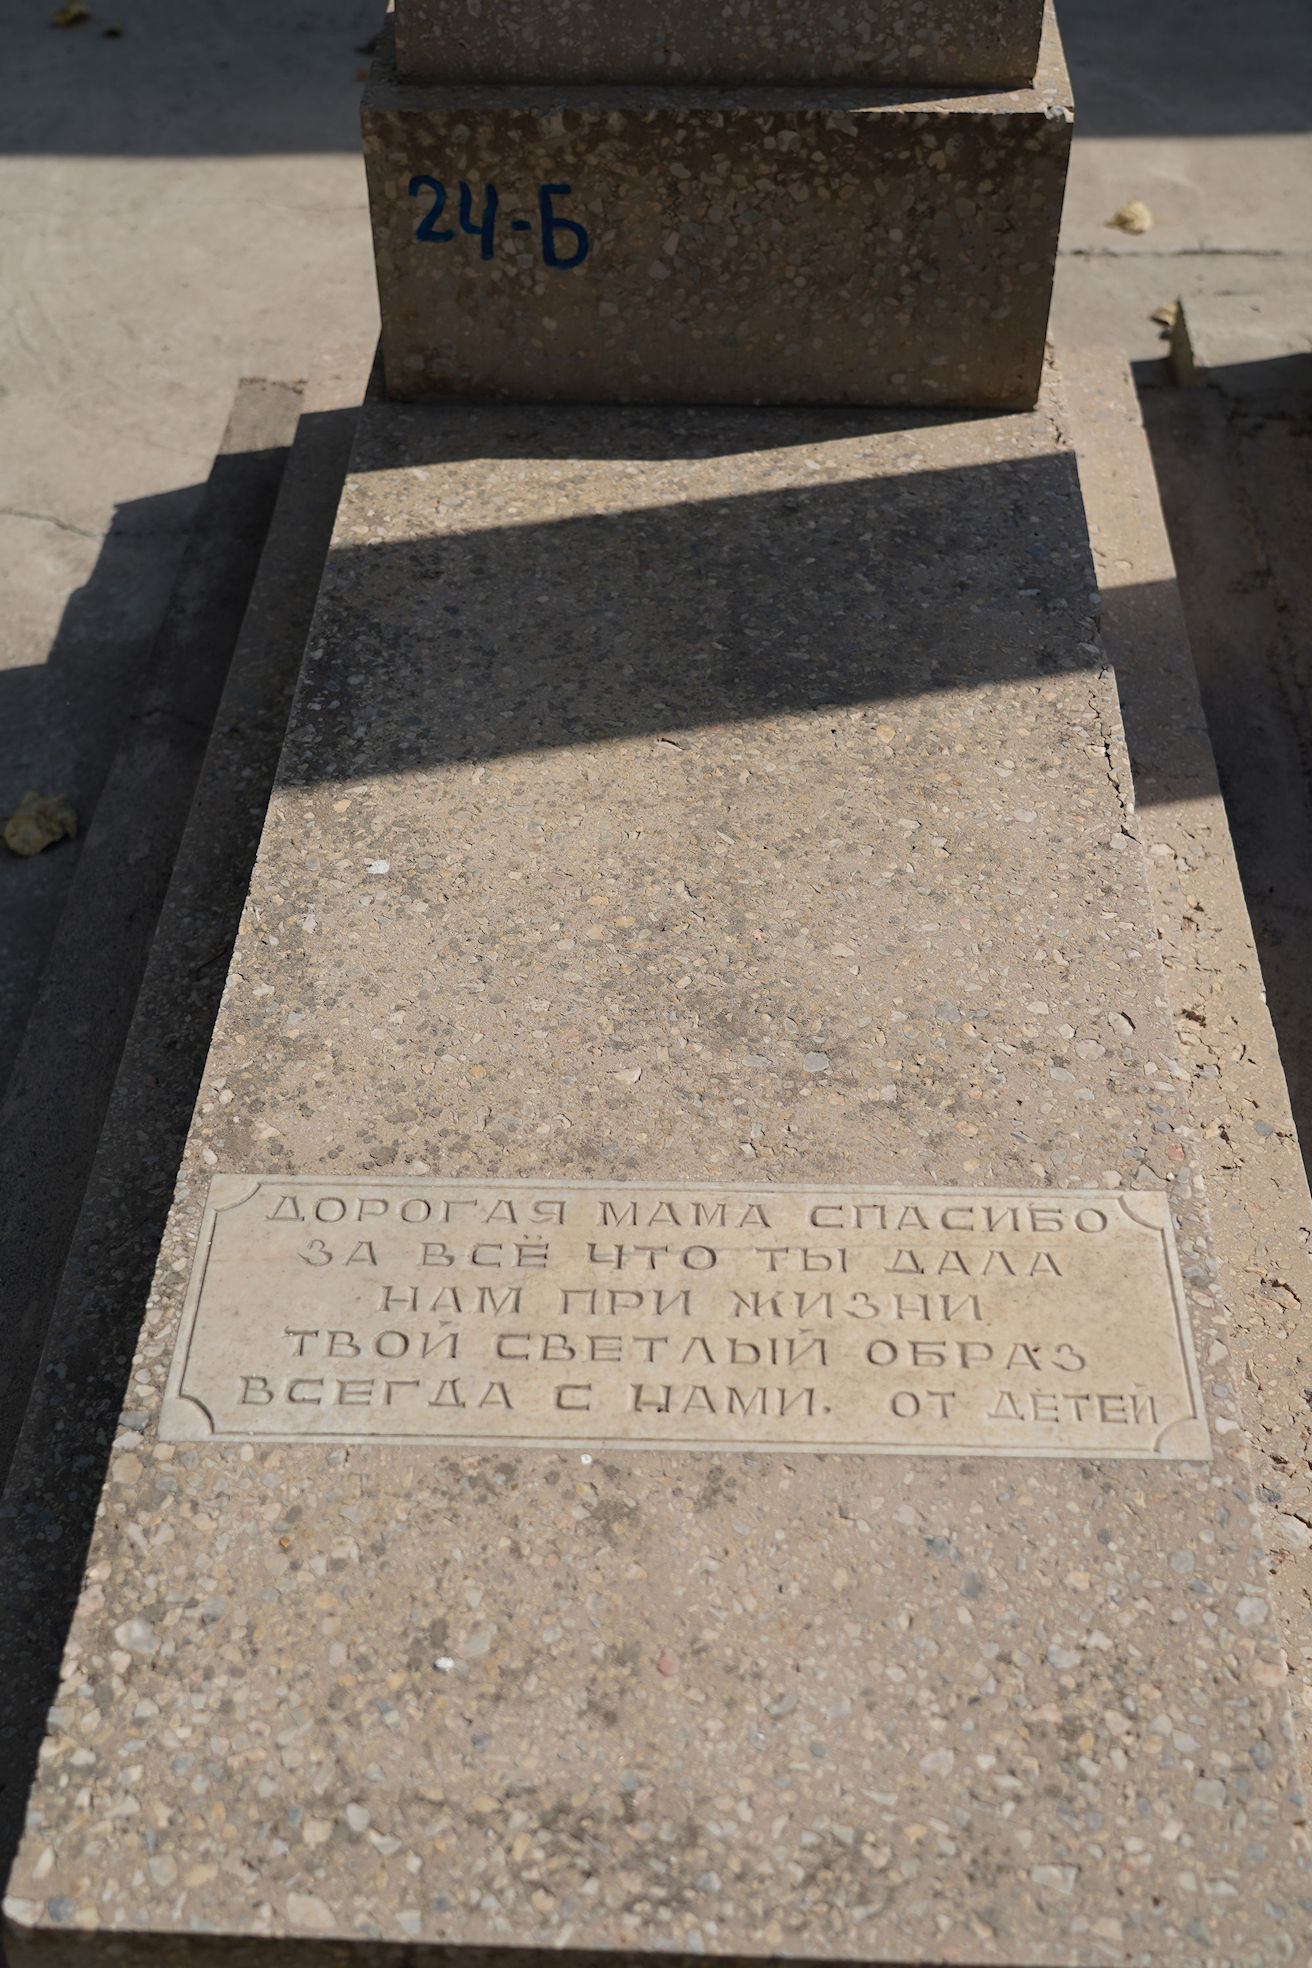 24-Б
ДОРОГАЯ МАМА СПАСИБО
ЗА ВСЁ ЧТО ТЫ ДАЛА
НАМ ПРИ ЖИЗНИ
ТВОЙ СВЕТЛЫЙ ОБРАЗ
ВСЕГДА С НАМИ. ОТ ДЕТЕЙ